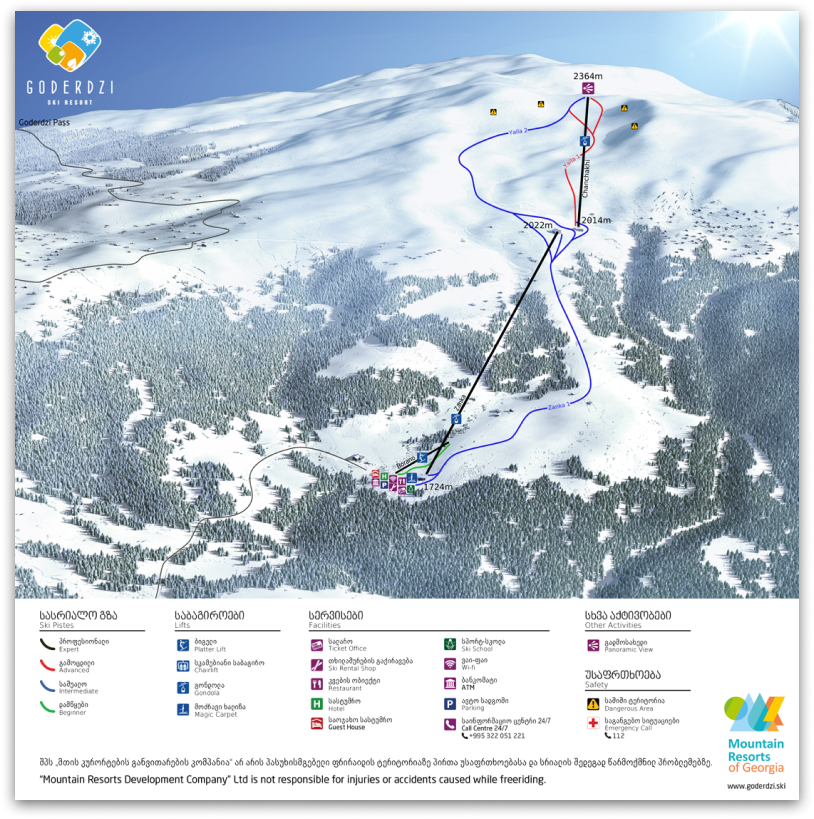 GODERDZI
SKI RESORT
Goderdzi Pass
2364m
Yalla 2
Yalla 1
Chanchakhi
2022m
2014m
Zanka 1
1724m
სასრიალო გზა
Ski Pistes
პროფესიონალი
Expert
გამოცდილი
Advanced
საშუალო
Intermediate
დამწყები
Beginner
საბაგიროები
Lifts
ბიგელი
Platter Lift
სკამებიანი საბაგირო
Chairlift
გონდოლა
Gondola
მოძრავი ხალიჩა
Magic Carpet
სერვისები
Facilities
სალარო
Ticket Office
თხილამურების გაქირავება
Ski Rental Shop
კვების ობიექტი
Restaurant
სასტუმრო
Hotel
საოჯახო სასტუმრო
Guest House
სპორტ-სკოლა
Ski School
ვაი-ფაი
Wi-fi
ბანკომატი
ATM
ავტო სადგომი
Parking
საინფორმაციო ცენტრი 24/7
Call Centre 24/7
+995 322 051 221
სხვა აქტივობები
Other Activities
გადმოსახედი
Panoramic View
უსაფრთხოება
Safety
საშიში ტერიტორია
Dangerous Area
საგანგებო სიტუაციები
Emergency Call
112
Mountain
Resorts
of Georgia
www.goderdzi.ski
შპს „მთის კურორტების განვითარების კომპანია“ არ არის პასუხისმგებელი ფრირაიდის ტერიტორიაზე პირთა უსაფრთხოებასა და სრიალის შედეგად წარმოქმნილ პრობლემებზე.
“Mountain Resorts Development Company” Ltd is not responsible for injuries or accidents caused while freeriding.